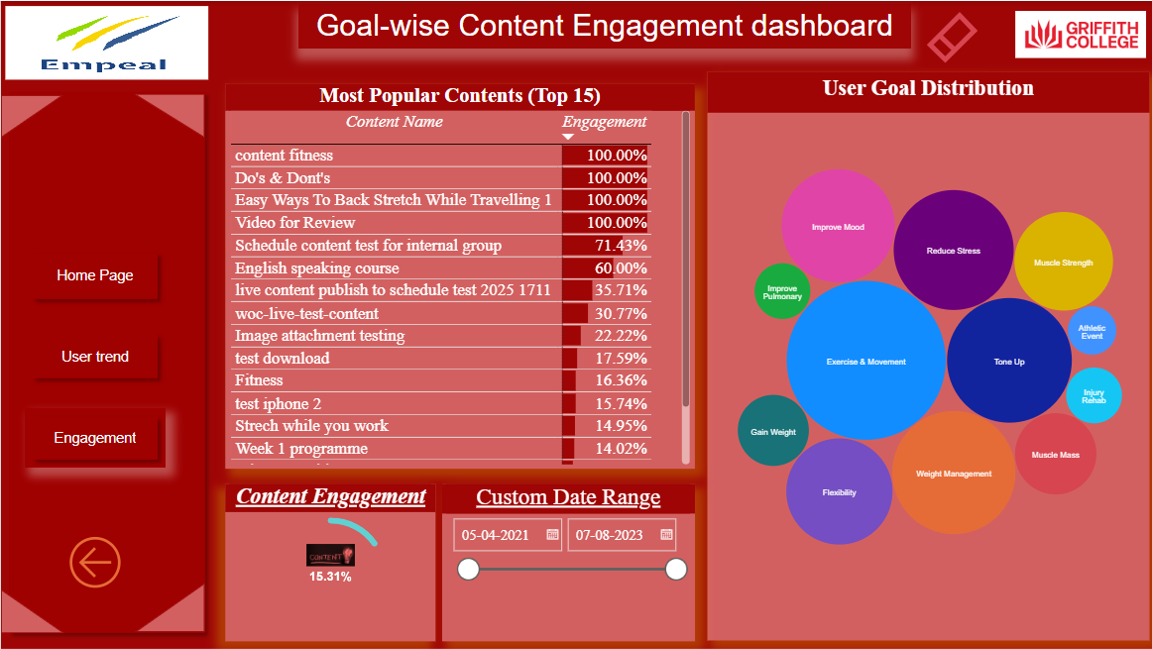 Empeal
Goal-wise Content Engagement dashboard
GRIFFITH
COLLEGE
Home Page
User trend
Engagement
Most Popular Contents (Top 15)
Content Name Engagement
content fitness 100.00%
Do's & Dont's 100.00%
Easy Ways To Back Stretch While Travelling 1 100.00%
Video for Review 100.00%
Schedule content test for internal group 71.43%
English speaking course 60.00%
live content publish to schedule test 2025 1711 35.71%
woc-live-test-content 30.77%
Image attachment testing 22.22%
test download 17.59%
Fitness 16.36%
test iphone 2 15.74%
Strech while you work 14.95%
Week 1 programme 14.02%
Content Engagement
CONTENT
15.31%
Custom Date Range
05-04-2021 07-08-2023
User Goal Distribution
Improve Mood
Reduce Stress
Muscle Strength
Improve
Pulmonary
Athletic
Event
Exercise & Movement
Tone Up
Injury
Rehab
Gain Weight
Muscle Mass
Weight Management
Flexibility